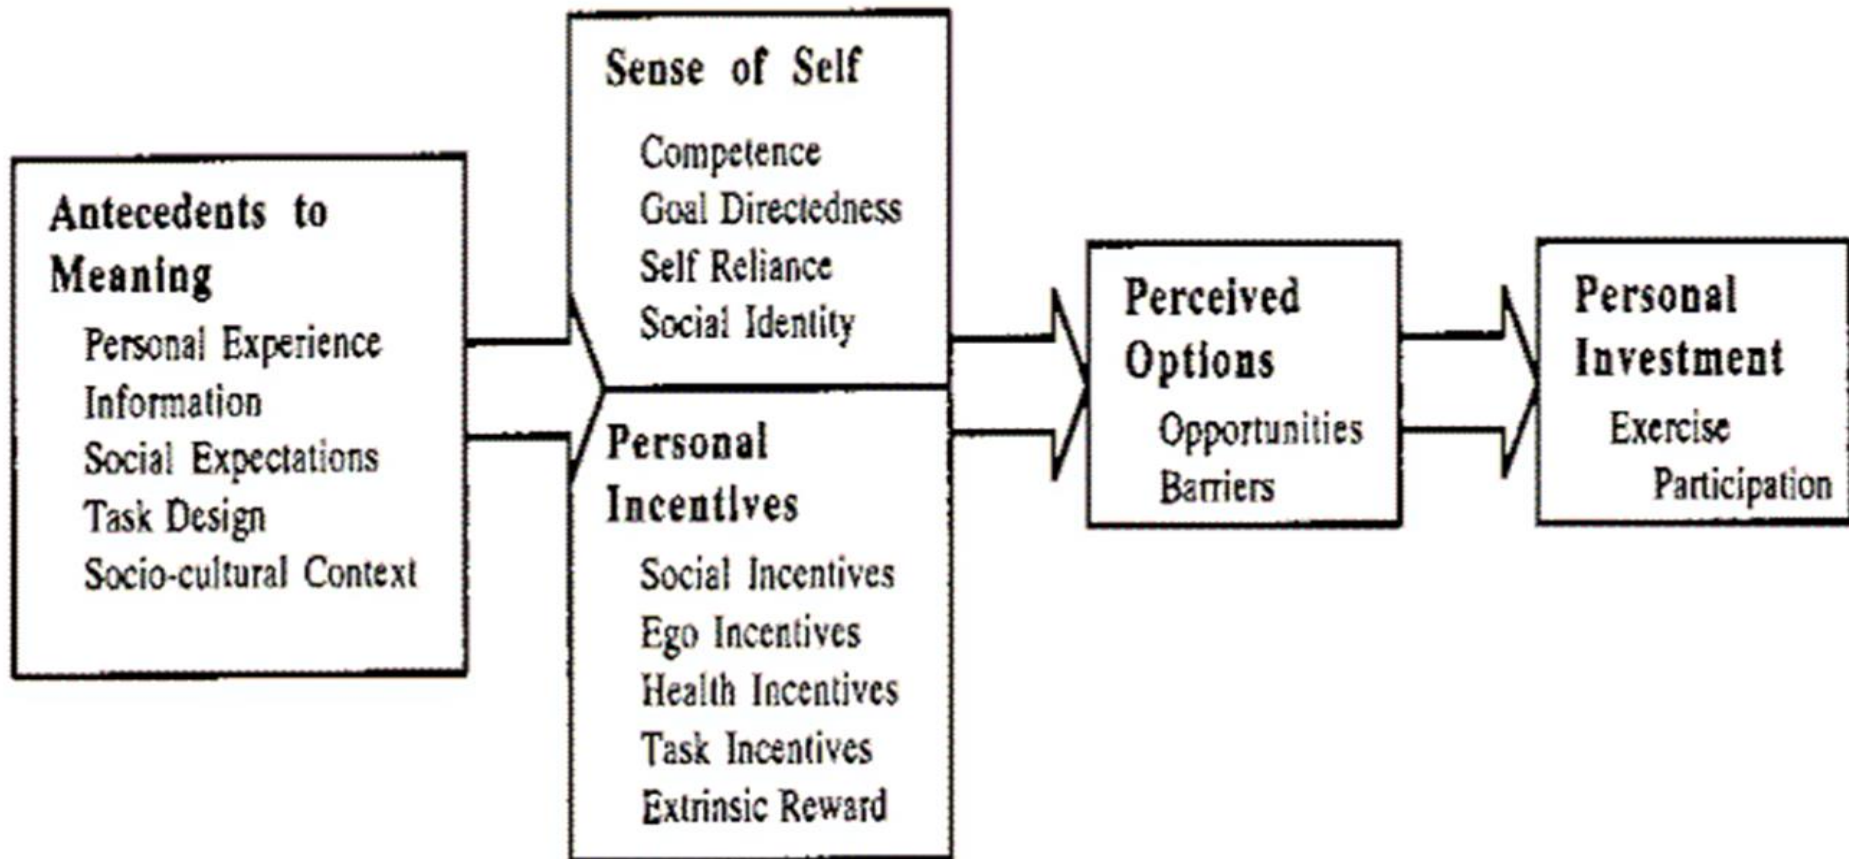 Antecedents to
Meaning
Personal Experience
Information
Social Expectations
Task Design
Socio-cultural Context
Sense of Self
Competence
Goal Directedness
Self Reliance
Social Identity
Personal
Incentives
Social Incentives
Ego Incentives
Health Incentives
Task Incentives
Extrinsic Reward
Perceived
Options
Opportunities
Barriers
Personal
Investment
Exercise
Participation